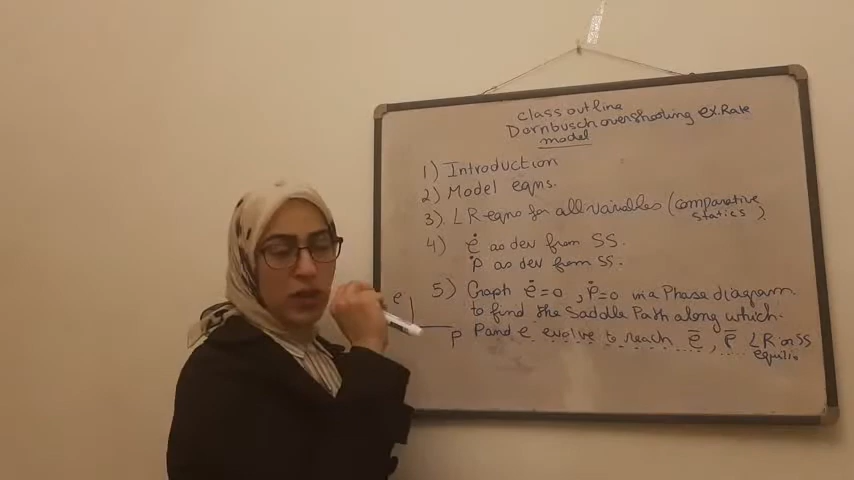 class outline
Dornbusch overshooting ex.Rate
model
1) Introduction
2) Model eqns.
3) LR eqns for all variables (comparative
statics)
4) ė as dev from SS.
ṗ as dev from SS.
5) Graph ė=0, ṗ=0 via Phase diagram
to find the Saddle Path along which
P and e evolve to reach e̅, P̅ LR or SS
equilib
e
P